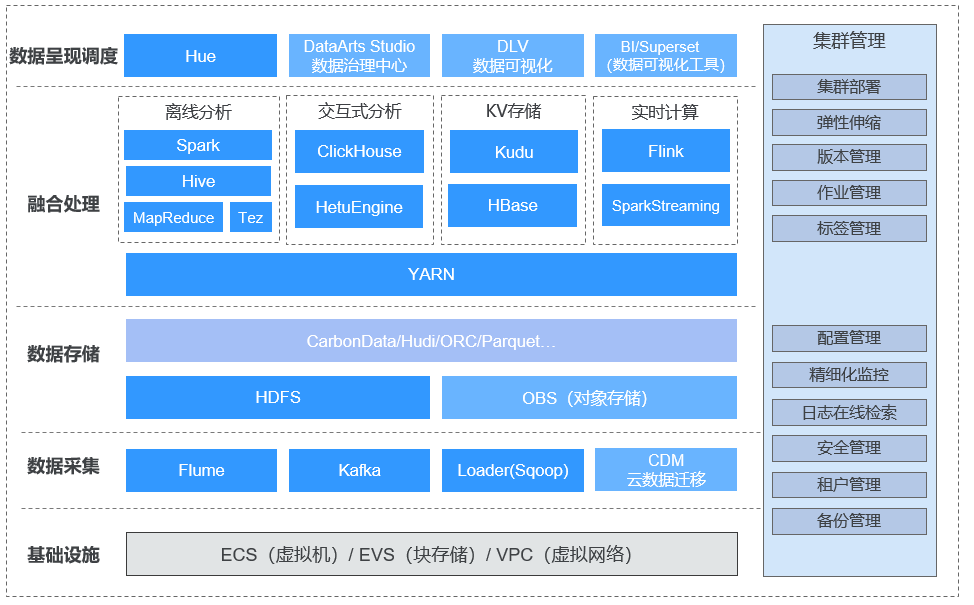 数据呈现调度
Hue
DataArts Studio
数据治理中心
DLV
数据可视化
BI/Superset
(数据可视化工具)
融合处理
离线分析
Spark
Hive
MapReduce
Tez
交互式分析
ClickHouse
HetuEngine
KV存储
Kudu
HBase
实时计算
Flink
SparkStreaming
YARN
数据存储
CarbonData/Hudi/ORC/Parquet...
HDFS
OBS（对象存储）
数据采集
Flume
Kafka
Loader(Sqoop)
CDM
云数据迁移
基础设施
ECS（虚拟机）/ EVS（块存储）/ VPC（虚拟网络）
集群管理
集群部署
弹性伸缩
版本管理
作业管理
标签管理
配置管理
精细化监控
日志在线检索
安全管理
租户管理
备份管理